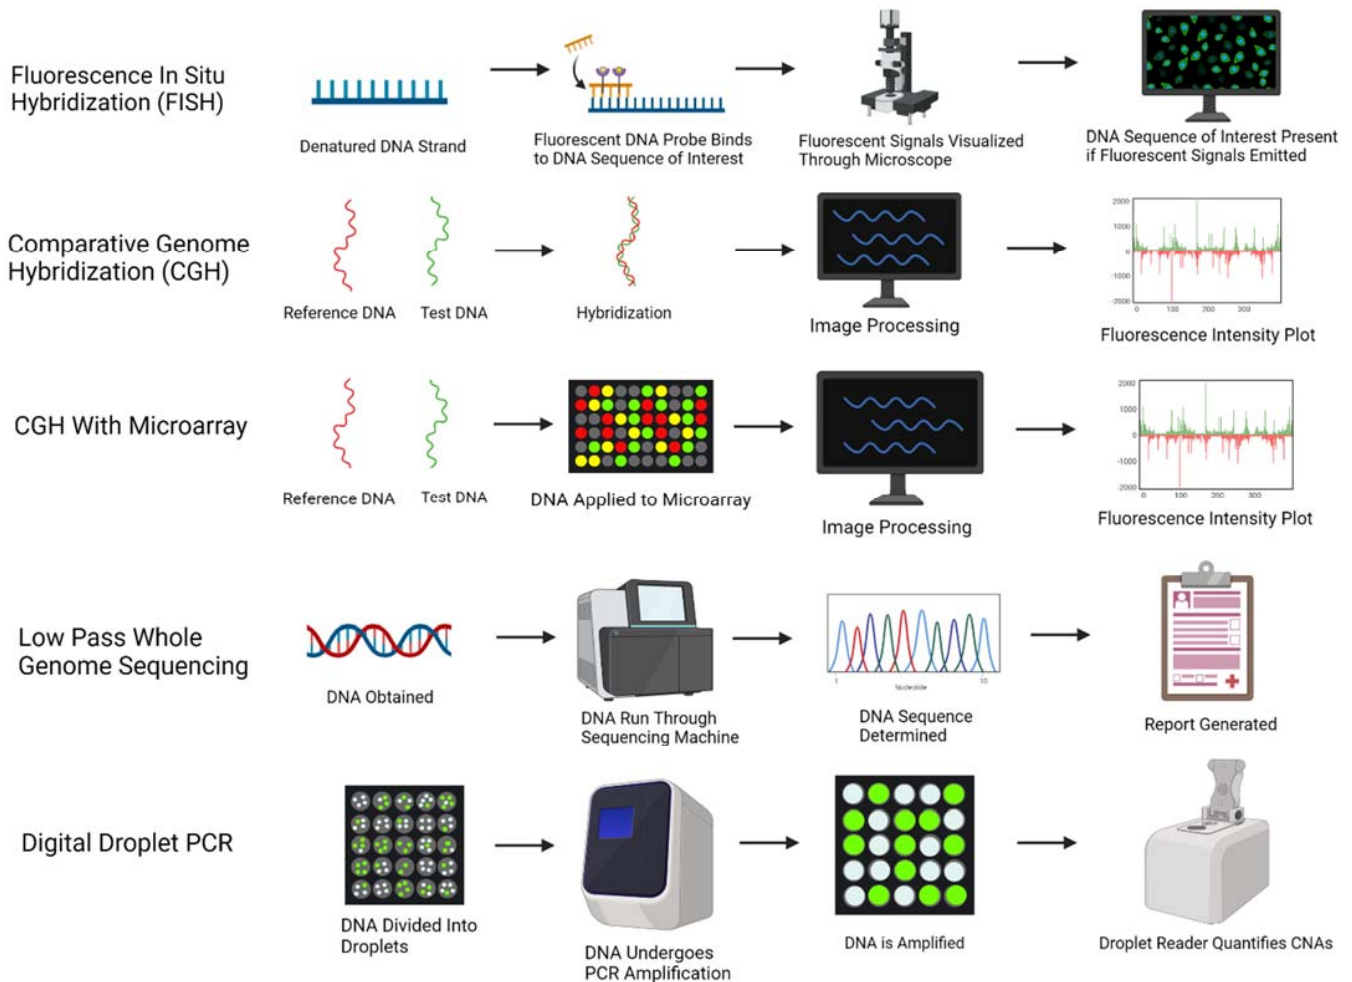 Fluorescence In Situ
Hybridization (FISH)
Denatured DNA Strand
Fluorescent DNA Probe Binds
to DNA Sequence of Interest
Fluorescent Signals Visualized
Through Microscope
DNA Sequence of Interest Present
if Fluorescent Signals Emitted
Comparative Genome
Hybridization (CGH)
Reference DNA
Test DNA
Hybridization
Image Processing
2000
1000
0
-1000
-2000
0
100
200
300
Fluorescence Intensity Plot
CGH With Microarray
Reference DNA
Test DNA
DNA Applied to Microarray
Image Processing
2000
1000
0
-1000
-2000
0
100
200
300
Fluorescence Intensity Plot
Low Pass Whole
Genome Sequencing
DNA Obtained
DNA Run Through
Sequencing Machine
1
Nucleotide
10
DNA Sequence
Determined
Report Generated
Digital Droplet PCR
DNA Divided Into
Droplets
DNA Undergoes
PCR Amplification
DNA is Amplified
Droplet Reader Quantifies CNAs